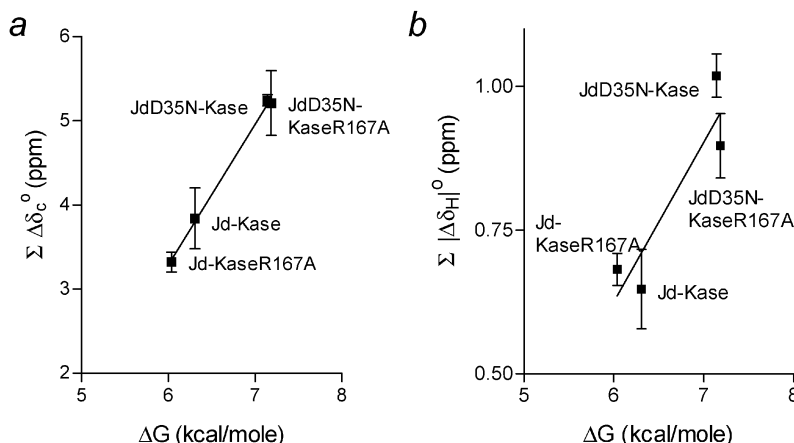 a
6
5
4
3
2
5
6
7
8
Σ Δδc° (ppm)
ΔG (kcal/mole)
JdD35N-Kase
JdD35N-
KaseR167A
Jd-Kase
Jd-KaseR167A
b
1.00
0.75
0.50
5
6
7
8
Σ |ΔδH|° (ppm)
ΔG (kcal/mole)
JdD35N-Kase
JdD35N-
KaseR167A
Jd-
KaseR167A
Jd-Kase